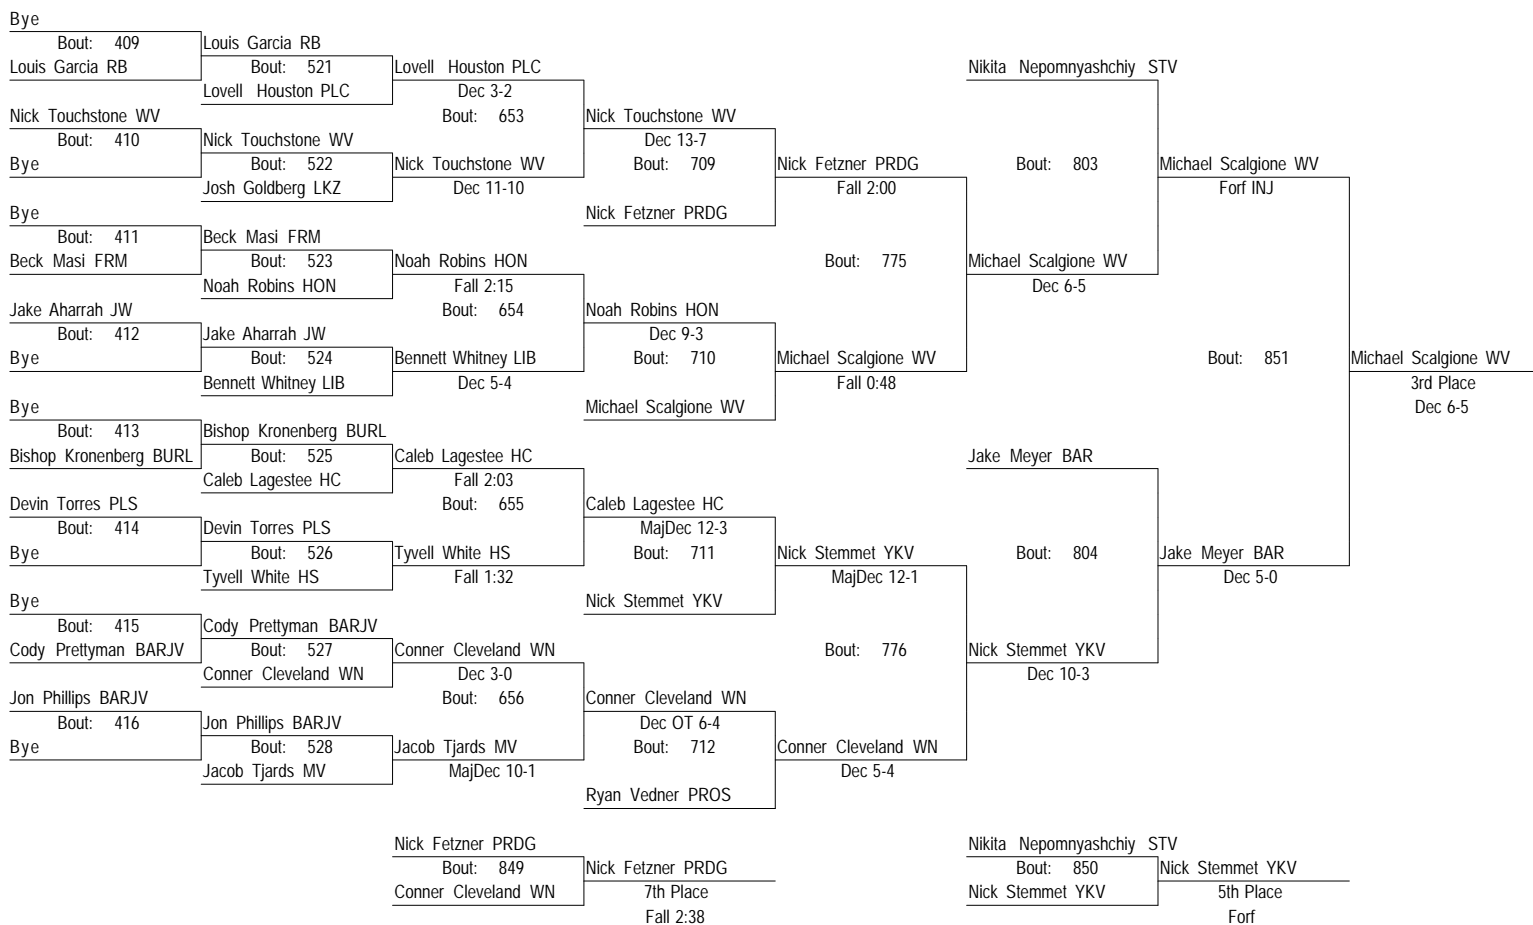 Bye
Bout: 409
Louis Garcia RB
Louis Garcia RB
Bout: 521
Lovell Houston PLC
Lovell Houston PLC
Dec 3-2
Bout: 653
Nick Touchstone WV
Bout: 410
Bye
Nick Touchstone WV
Bout: 522
Josh Goldberg LKZ
Nick Touchstone WV
Dec 11-10
Nick Touchstone WV
Dec 13-7
Bout: 709
Nick Fetzner PRDG
Nick Fetzner PRDG
Fall 2:00
Bye
Bout: 411
Beck Masi FRM
Beck Masi FRM
Bout: 523
Noah Robins HON
Noah Robins HON
Fall 2:15
Bout: 654
Jake Aharrah JW
Bout: 412
Bye
Jake Aharrah JW
Bout: 524
Bennett Whitney LIB
Bennett Whitney LIB
Dec 5-4
Noah Robins HON
Dec 9-3
Bout: 710
Michael Scalgione WV
Michael Scalgione WV
Fall 0:48
Bout: 775
Nikita Nepomnyashchiy STV
Bout: 803
Michael Scalgione WV
Dec 6-5
Michael Scalgione WV
Forf INJ
Bye
Bout: 413
Bishop Kronenberg BURL
Bishop Kronenberg BURL
Bout: 525
Caleb Lagestee HC
Caleb Lagestee HC
Fall 2:03
Bout: 655
Devin Torres PLS
Bout: 414
Bye
Devin Torres PLS
Bout: 526
Tyvell White HS
Tyvell White HS
Fall 1:32
Caleb Lagestee HC
MajDec 12-3
Bout: 711
Nick Stemmet YKV
Nick Stemmet YKV
MajDec 12-1
Bye
Bout: 415
Cody Prettyman BARJV
Cody Prettyman BARJV
Bout: 527
Conner Cleveland WN
Conner Cleveland WN
Dec 3-0
Bout: 656
Jon Phillips BARJV
Bout: 416
Bye
Jon Phillips BARJV
Bout: 528
Jacob Tjards MV
Jacob Tjards MV
MajDec 10-1
Conner Cleveland WN
Dec OT 6-4
Bout: 712
Ryan Vedner PROS
Conner Cleveland WN
Dec 5-4
Bout: 776
Jake Meyer BAR
Bout: 804
Nick Stemmet YKV
Dec 10-3
Jake Meyer BAR
Dec 5-0
Bout: 851
Michael Scalgione WV
3rd Place
Dec 6-5
Nick Fetzner PRDG
Bout: 849
Conner Cleveland WN
Nick Fetzner PRDG
7th Place
Fall 2:38
Nikita Nepomnyashchiy STV
Bout: 850
Nick Stemmet YKV
Nick Stemmet YKV
5th Place
Forf